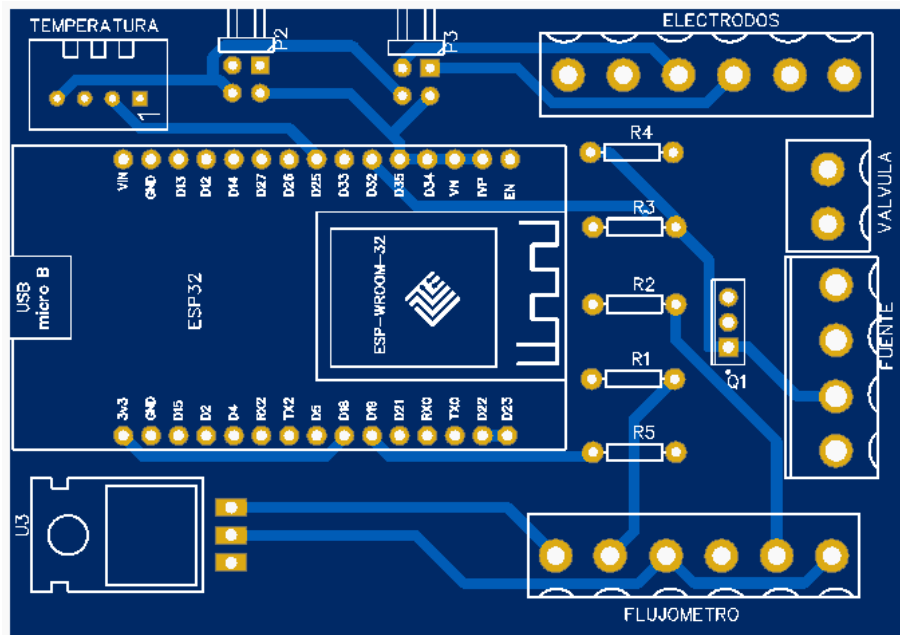 TEMPERATURA
P2
P3
ELECTRODOS
1
R4
VIN
GND
D13
D12
D14
D27
D26
D25
D33
D32
D35
D34
VN
VP
EN
VALVULA
R3
USB
micro B
ESP32
ESP-WROOM-32
R2
FUENTE
R1
Q1
3v3
GND
D15
D2
D4
RX2
TX2
D5
D18
D19
D21
RX0
TX0
D22
D23
R5
U3
FLUJOMETRO